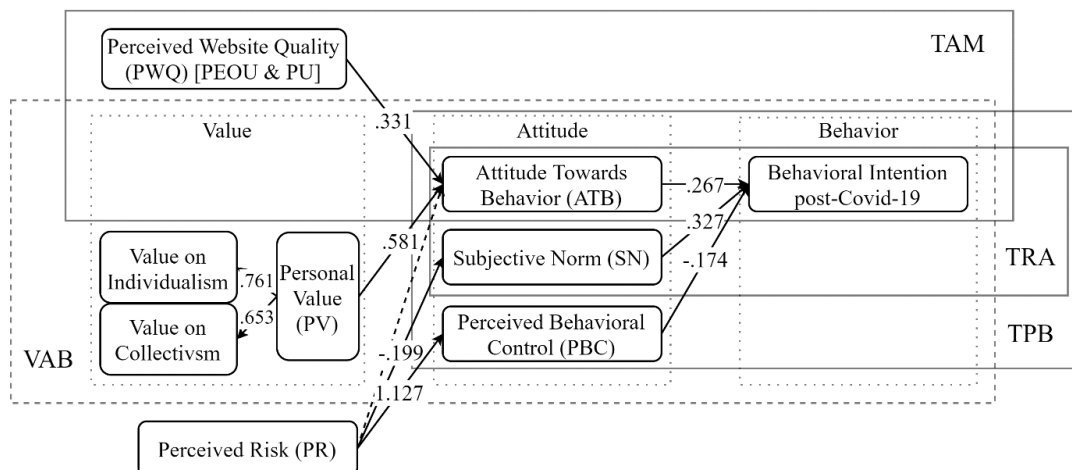 Perceived Website Quality
(PWQ) [PEOU & PU]
TAM
.331
Value
Attitude
Behavior
Attitude Towards
Behavior (ATB)
.267
Behavioral Intention
post-Covid-19
.327
.581
Value on
Individualism
.761
Personal
Value
(PV)
Subjective Norm (SN)
-.174
TRA
.653
Value on
Collectivsm
Perceived Behavioral
Control (PBC)
TPB
VAB
-.199
1.127
Perceived Risk (PR)